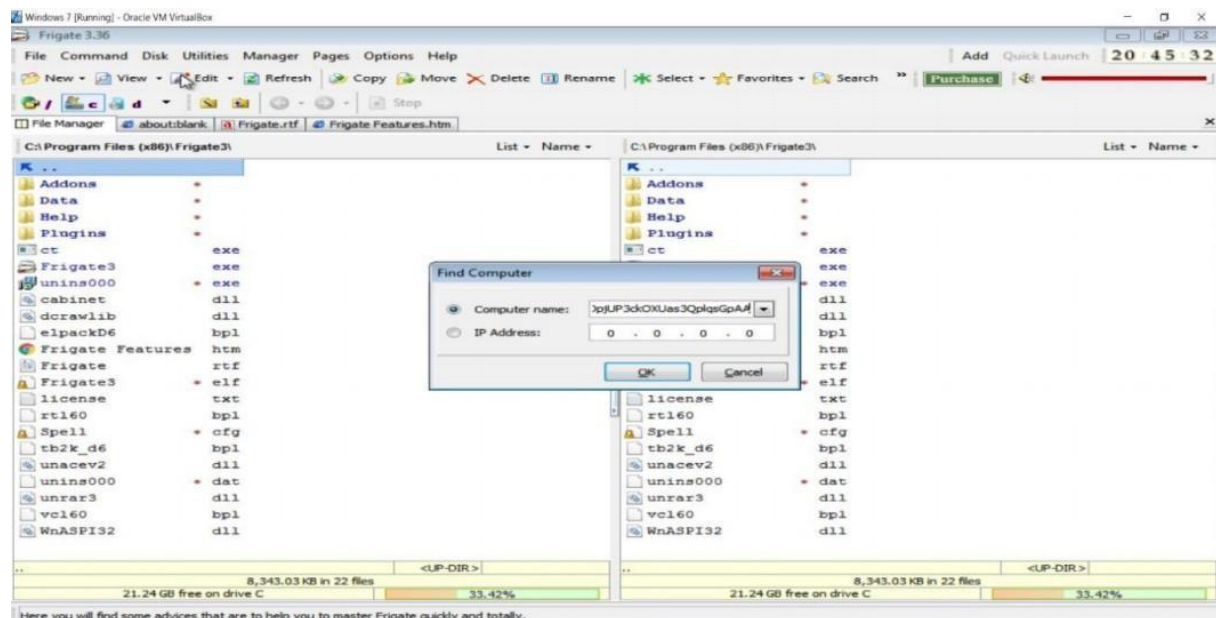 Windows 7 [Running] - Oracle VM VirtualBox
Frigate 3.36
File Command Disk Utilities Manager Pages Options Help
Add Quick Launch 20 45 32
New View Edit Refresh Copy Move Delete Rename Select Favorites Search » Purchase
/ c d Stop
File Manager about:blank Frigate.rtf Frigate Features.htm
C:\Program Files (x86)\Frigate3\ List Name
..
Addons
Data
Help
Plugins
ct exe
Frigate3 exe
unins000 exe
cabinet dll
dcrawlib dll
elpackD6 bpl
Frigate Features htm
Frigate rtf
Frigate3 elf
license txt
rtl60 bpl
Spell cfg
tb2k_d6 bpl
unacev2 dll
unins000 dat
unrar3 dll
vcl60 bpl
WnASPI32 dll
.. <UP-DIR>
8,343.03 KB in 22 files
21.24 GB free on drive C 33.42%
C:\Program Files (x86)\Frigate3\ List Name
..
Addons
Data
Help
Plugins
ct exe
exe
exe
dll
dll
bpl
htm
rtf
elf
license txt
rtl60 bpl
Spell cfg
tb2k_d6 bpl
unacev2 dll
unins000 dat
unrar3 dll
vcl60 bpl
WnASPI32 dll
.. <UP-DIR>
8,343.03 KB in 22 files
21.24 GB free on drive C 33.42%
Find Computer
Computer name:
IP Address: 0 . 0 . 0 . 0
OK Cancel
Here you will find some advices that are to help you to master Frigate quickly and totally.